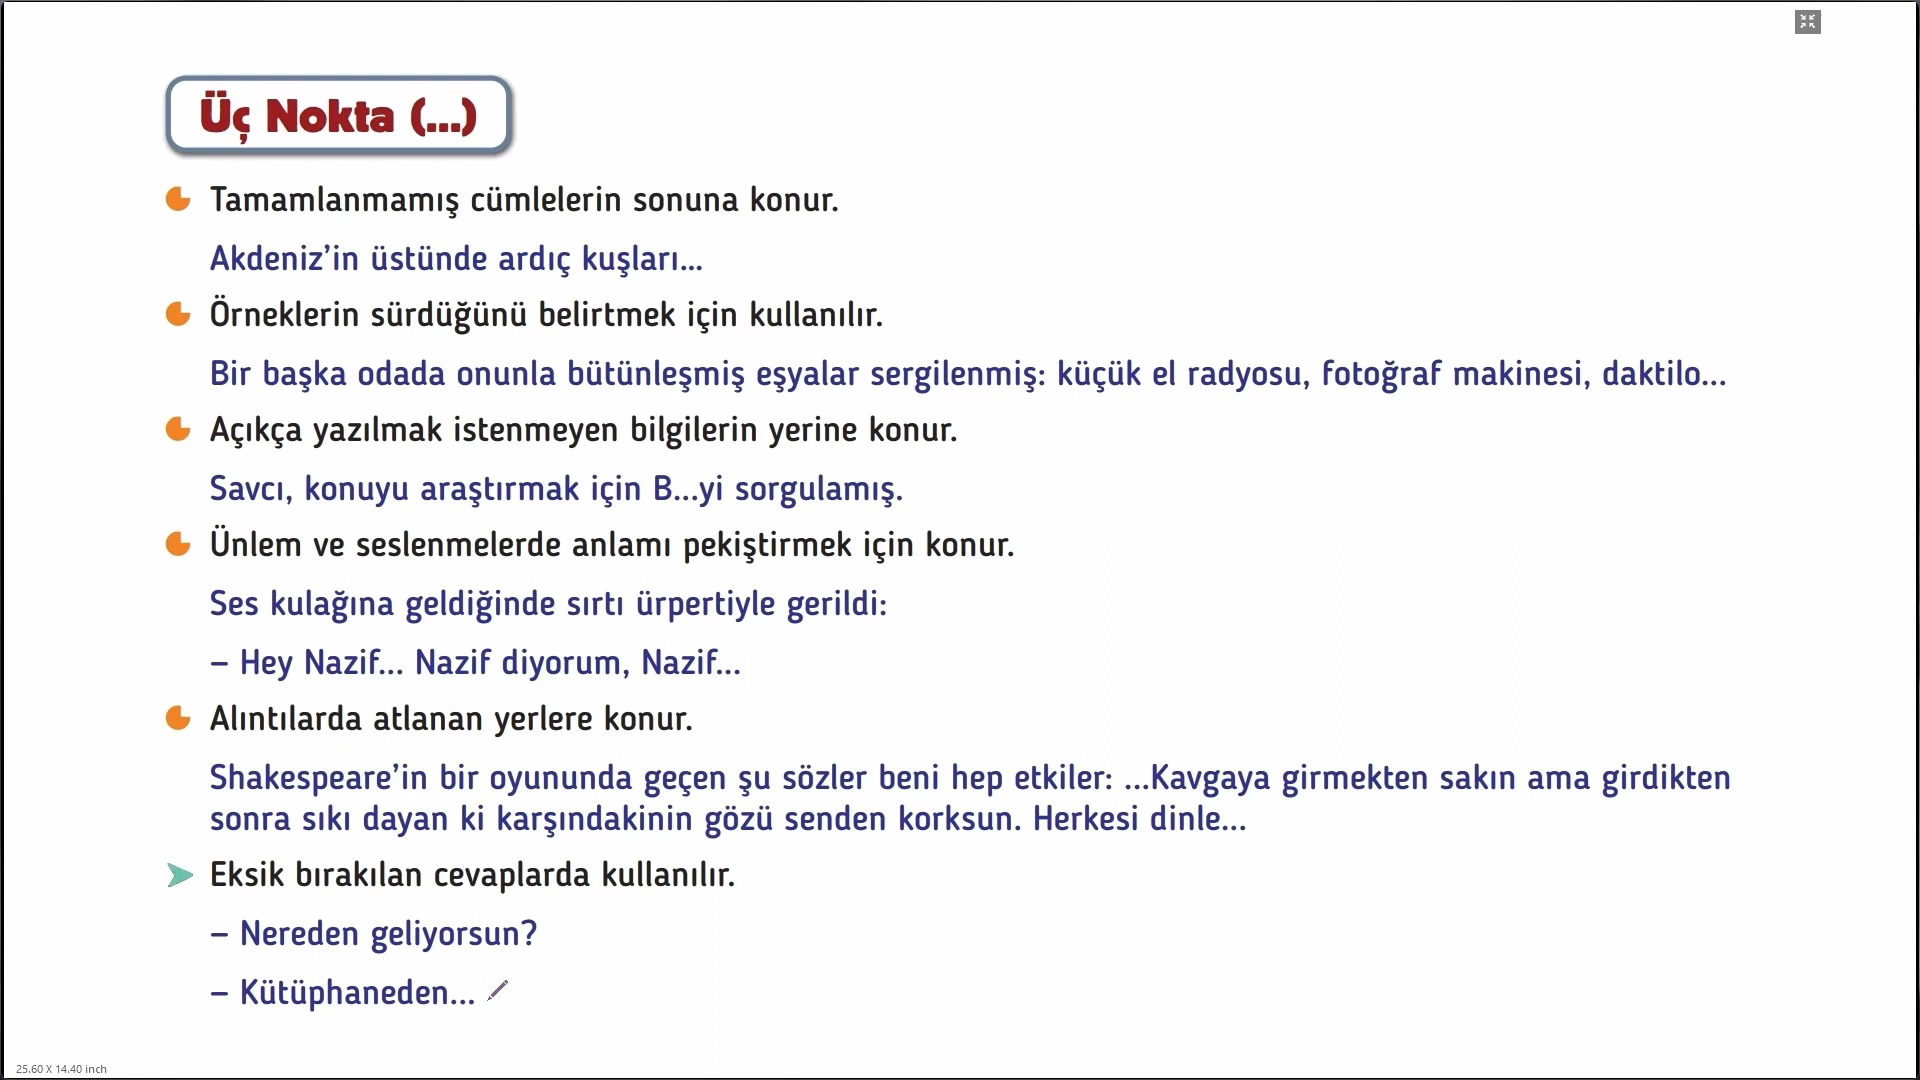 Üç Nokta (...)
Tamamlanmamış cümlelerin sonuna konur.
Akdeniz’in üstünde ardıç kuşları...
Örneklerin sürdüğünü belirtmek için kullanılır.
Bir başka odada onunla bütünleşmiş eşyalar sergilenmiş: küçük el radyosu, fotoğraf makinesi, daktilo...
Açıkça yazılmak istenmeyen bilgilerin yerine konur.
Savcı, konuyu araştırmak için B...yi sorgulamış.
Ünlem ve seslenmelerde anlamı pekiştirmek için konur.
Ses kulağına geldiğinde sırtı ürpertiyle gerildi:
– Hey Nazif... Nazif diyorum, Nazif...
Alıntılarda atlanan yerlere konur.
Shakespeare’in bir oyununda geçen şu sözler beni hep etkiler: ...Kavgaya girmekten sakın ama girdikten
sonra sıkı dayan ki karşındakinin gözü senden korksun. Herkesi dinle...
Eksik bırakılan cevaplarda kullanılır.
– Nereden geliyorsun?
– Kütüphaneden...
25.60 X 14.40 inch